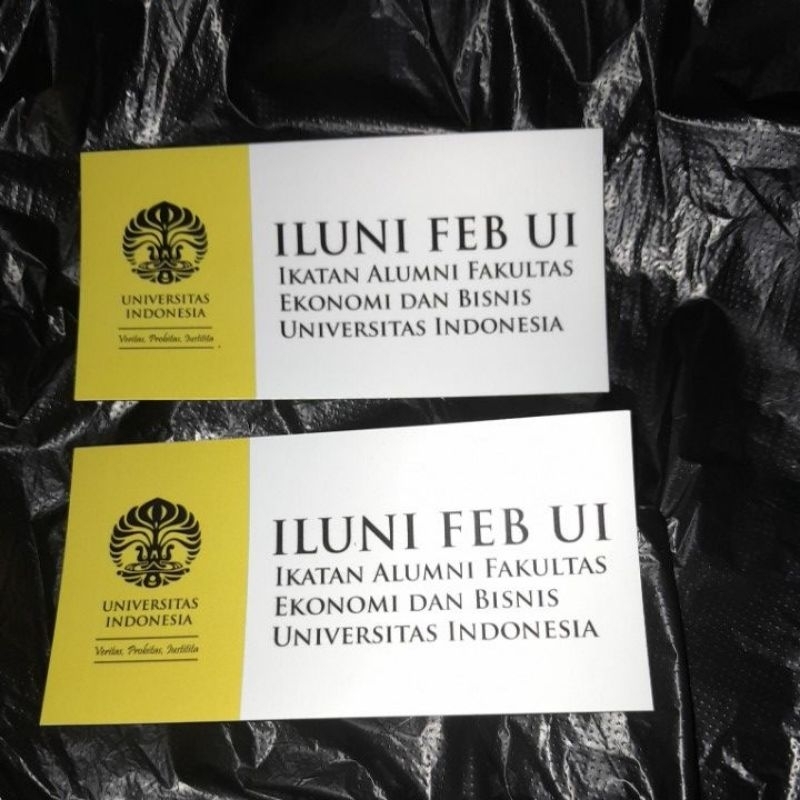 UNIVERSITAS
INDONESIA
Veritas, Probitas, Iustitia
ILUNI FEB UI
IKATAN ALUMNI FAKULTAS
EKONOMI DAN BISNIS
UNIVERSITAS INDONESIA
UNIVERSITAS
INDONESIA
Veritas, Probitas, Iustitia
ILUNI FEB UI
IKATAN ALUMNI FAKULTAS
EKONOMI DAN BISNIS
UNIVERSITAS INDONESIA